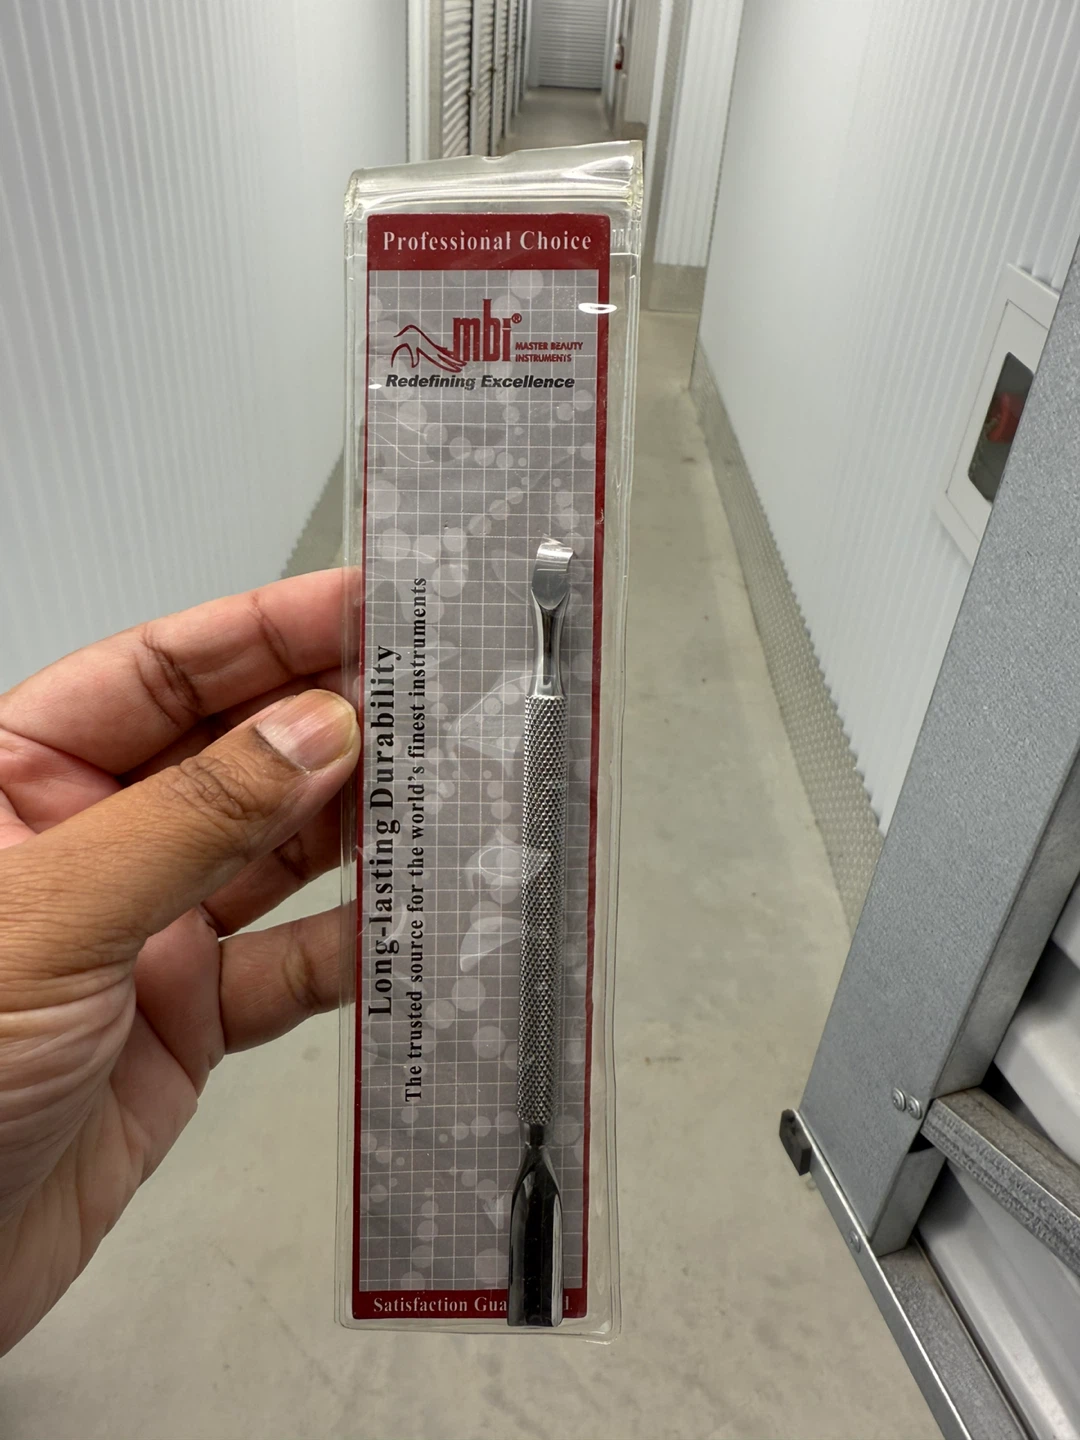 Professional Choice
mbi®
MASTER BEAUTY
INSTRUMENTS
Redefining Excellence
Long-lasting Durability
The trusted source for the world's finest instruments
Satisfaction